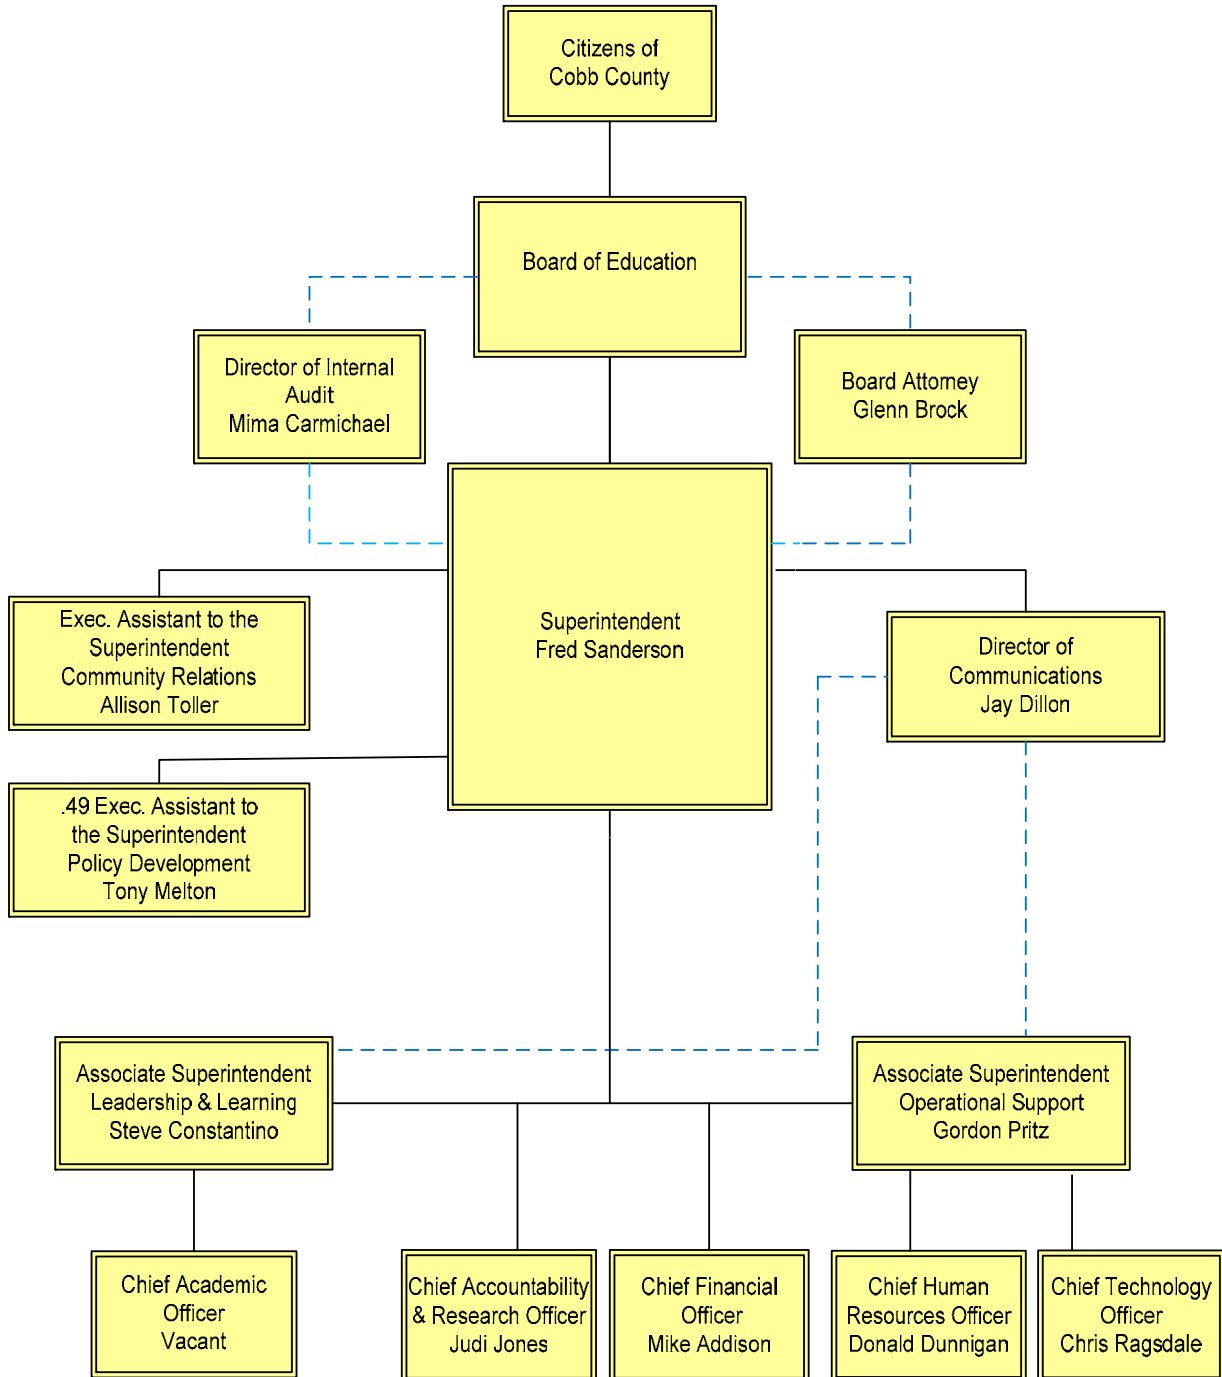 Citizens of
Cobb County
Board of Education
Director of Internal
Audit
Mima Carmichael
Board Attorney
Glenn Brock
Superintendent
Fred Sanderson
Exec. Assistant to the
Superintendent
Community Relations
Allison Toller
Director of
Communications
Jay Dillon
.49 Exec. Assistant to
the Superintendent
Policy Development
Tony Melton
Associate Superintendent
Leadership & Learning
Steve Constantino
Associate Superintendent
Operational Support
Gordon Pritz
Chief Academic
Officer
Vacant
Chief Accountability
& Research Officer
Judi Jones
Chief Financial
Officer
Mike Addison
Chief Human
Resources Officer
Donald Dunnigan
Chief Technology
Officer
Chris Ragsdale